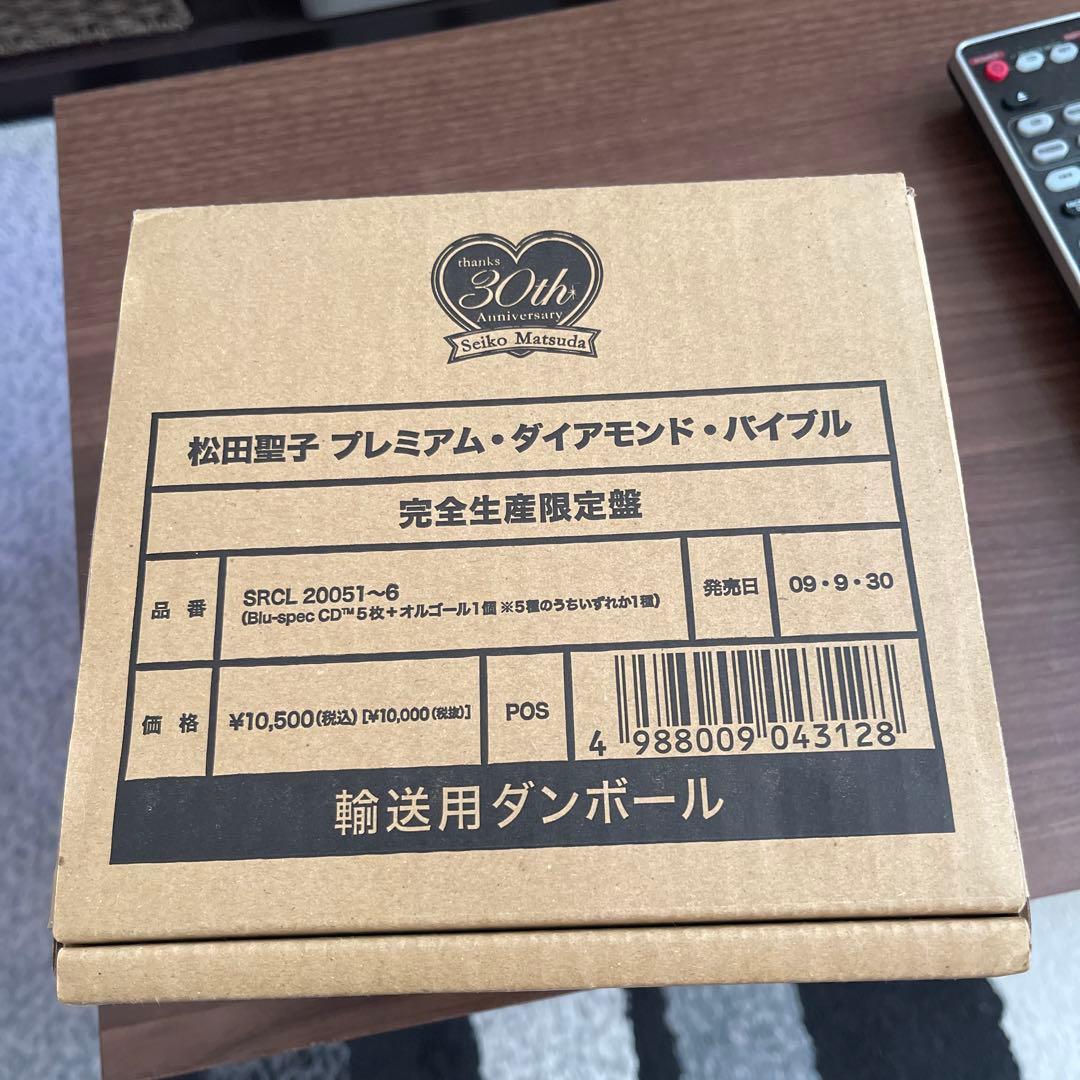 thanks
30th
Anniversary
Seiko Matsuda
松田聖子 プレミアム・ダイアモンド・バイブル
完全生産限定盤
品番
SRCL 20051〜6
(Blu-spec CD™5枚+オルゴール1個 ※5種のうちいずれか1種)
発売日
09・9・30
価格
¥10,500(税込) [¥10,000(税抜)]
POS
4 988009 043128
輸送用ダンボール